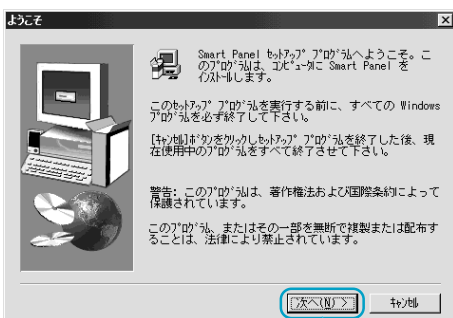 ようこそ
Smart Panel ｾｯﾄｱｯﾌﾟ ﾌﾟﾛｸﾞﾗﾑへようこそ。こ
のﾌﾟﾛｸﾞﾗﾑは、ｺﾝﾋﾟｭｰﾀに Smart Panel を
ｲﾝｽﾄｰﾙします。
このｾｯﾄｱｯﾌﾟ ﾌﾟﾛｸﾞﾗﾑを実行する前に、すべての Windows
ﾌﾟﾛｸﾞﾗﾑを必ず終了して下さい。
[ｷｬﾝｾﾙ]ﾎﾞﾀﾝをｸﾘｯｸしｾｯﾄｱｯﾌﾟ ﾌﾟﾛｸﾞﾗﾑを終了した後、現
在使用中のﾌﾟﾛｸﾞﾗﾑをすべて終了させて下さい。
警告: このﾌﾟﾛｸﾞﾗﾑは、著作権法および国際条約によって
保護されています。
このﾌﾟﾛｸﾞﾗﾑ、またはその一部を無断で複製または配布す
ることは、法律により禁止されています。
次へ(N) >
ｷｬﾝｾﾙ